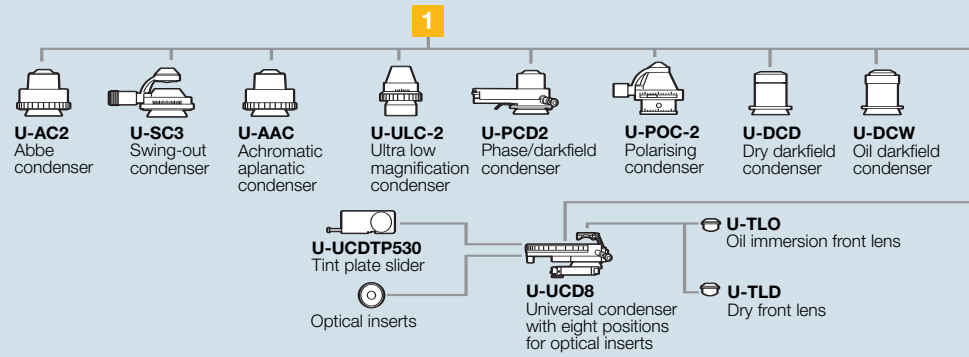 1
U-AC2
Abbe
condenser
U-SC3
Swing-out
condenser
U-AAC
Achromatic
aplanatic
condenser
U-ULC-2
Ultra low
magnification
condenser
U-PCD2
Phase/darkfield
condenser
U-POC-2
Polarising
condenser
U-DCD
Dry darkfield
condenser
U-DCW
Oil darkfield
condenser
U-UCDTP530
Tint plate slider
Optical inserts
U-UCD8
Universal condenser
with eight positions
for optical inserts
U-TLO
Oil immersion front lens
U-TLD
Dry front lens